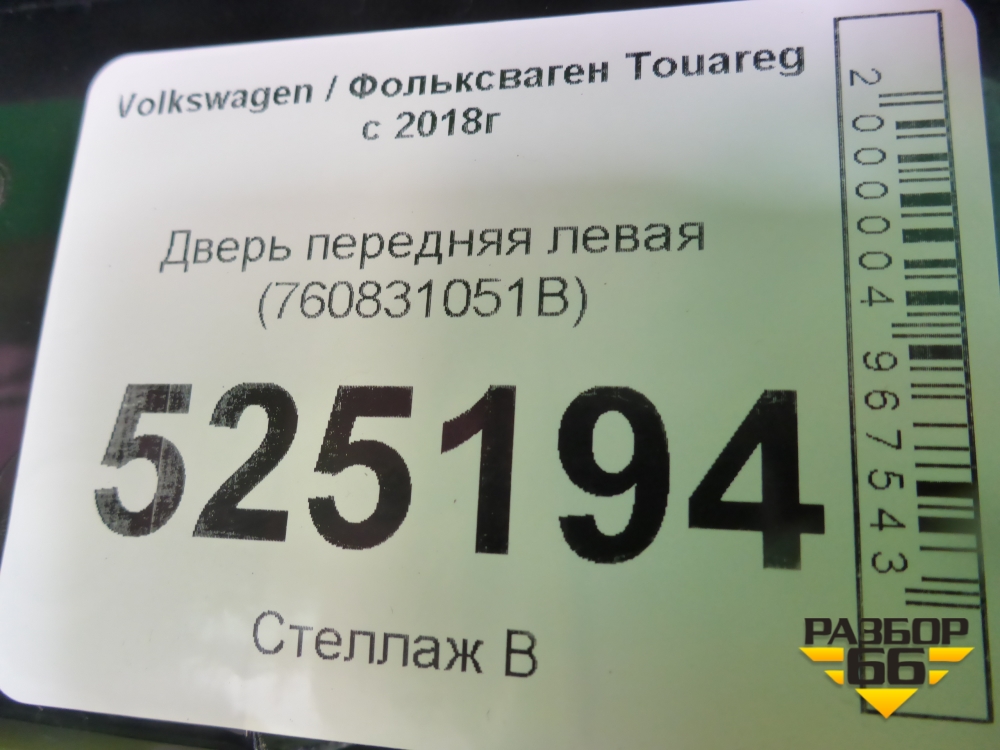 Volkswagen / Фольксваген Touareg
с 2018г
Дверь передняя левая
(760831051B)
525194
Стеллаж В
2000004967543
РАЗБОР
66